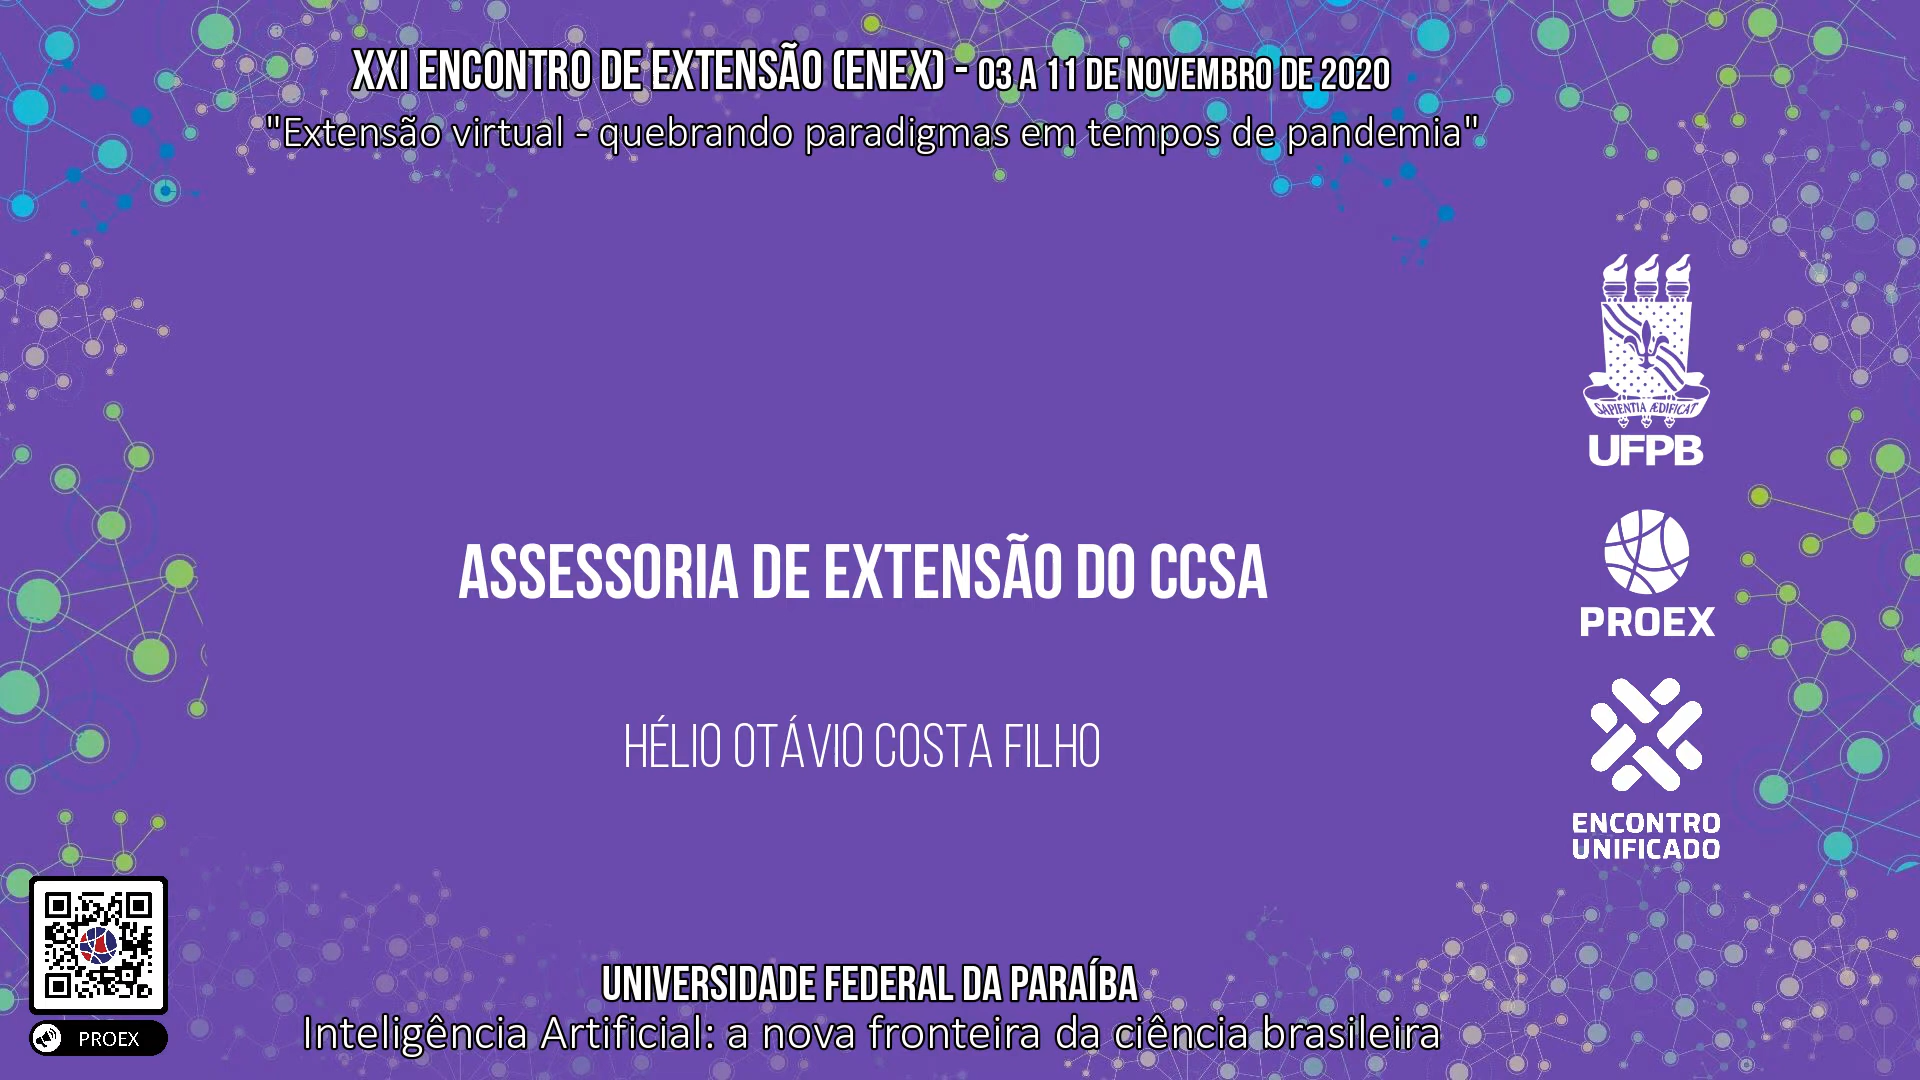 XXI ENCONTRO DE EXTENSÃO (ENEX) - 03 A 11 DE NOVEMBRO DE 2020
"Extensão virtual - quebrando paradigmas em tempos de pandemia"
SAPIENTIA ÆDIFICAT
UFPB
ASSESSORIA DE EXTENSÃO DO CCSA
PROEX
HÉLIO OTÁVIO COSTA FILHO
ENCONTRO
UNIFICADO
UNIVERSIDADE FEDERAL DA PARAÍBA
Inteligência Artificial: a nova fronteira da ciência brasileira
PROEX